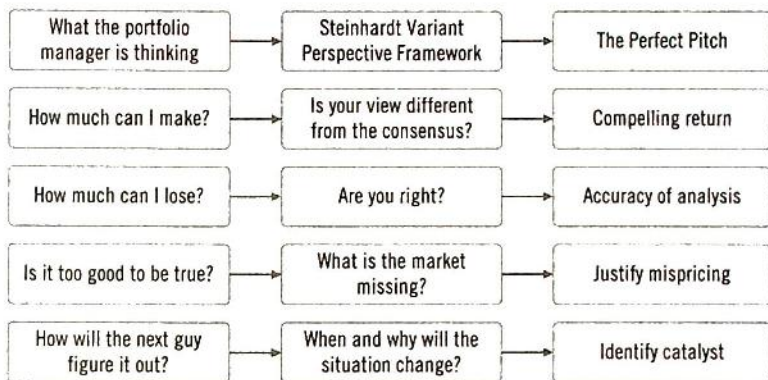 What the portfolio
manager is thinking
Steinhardt Variant
Perspective Framework
The Perfect Pitch
How much can I make?
Is your view different
from the consensus?
Compelling return
How much can I lose?
Are you right?
Accuracy of analysis
Is it too good to be true?
What is the market
missing?
Justify mispricing
How will the next guy
figure it out?
When and why will the
situation change?
Identify catalyst